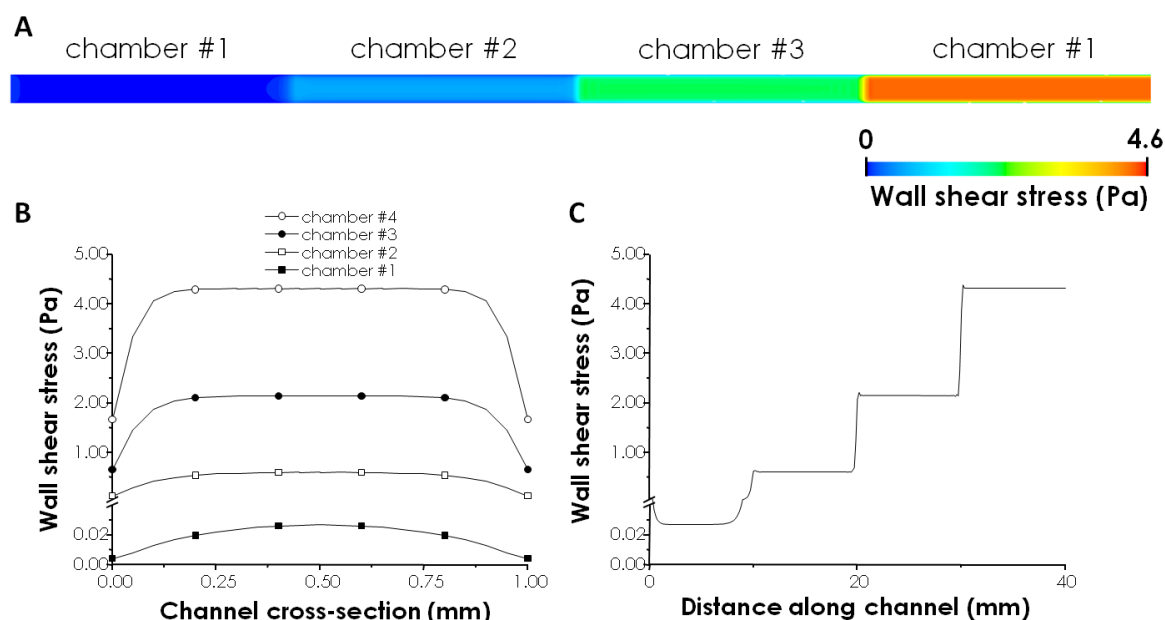 A
chamber #1 chamber #2 chamber #3 chamber #1
0 4.6
Wall shear stress (Pa)
B
chamber #4
chamber #3
chamber #2
chamber #1
5.00
4.00
3.00
2.00
1.00
0.02
0.00
Wall shear stress (Pa)
0.00 0.25 0.50 0.75 1.00
Channel cross-section (mm)
C
5.00
4.00
3.00
2.00
1.00
0.02
0.00
Wall shear stress (Pa)
0 20 40
Distance along channel (mm)